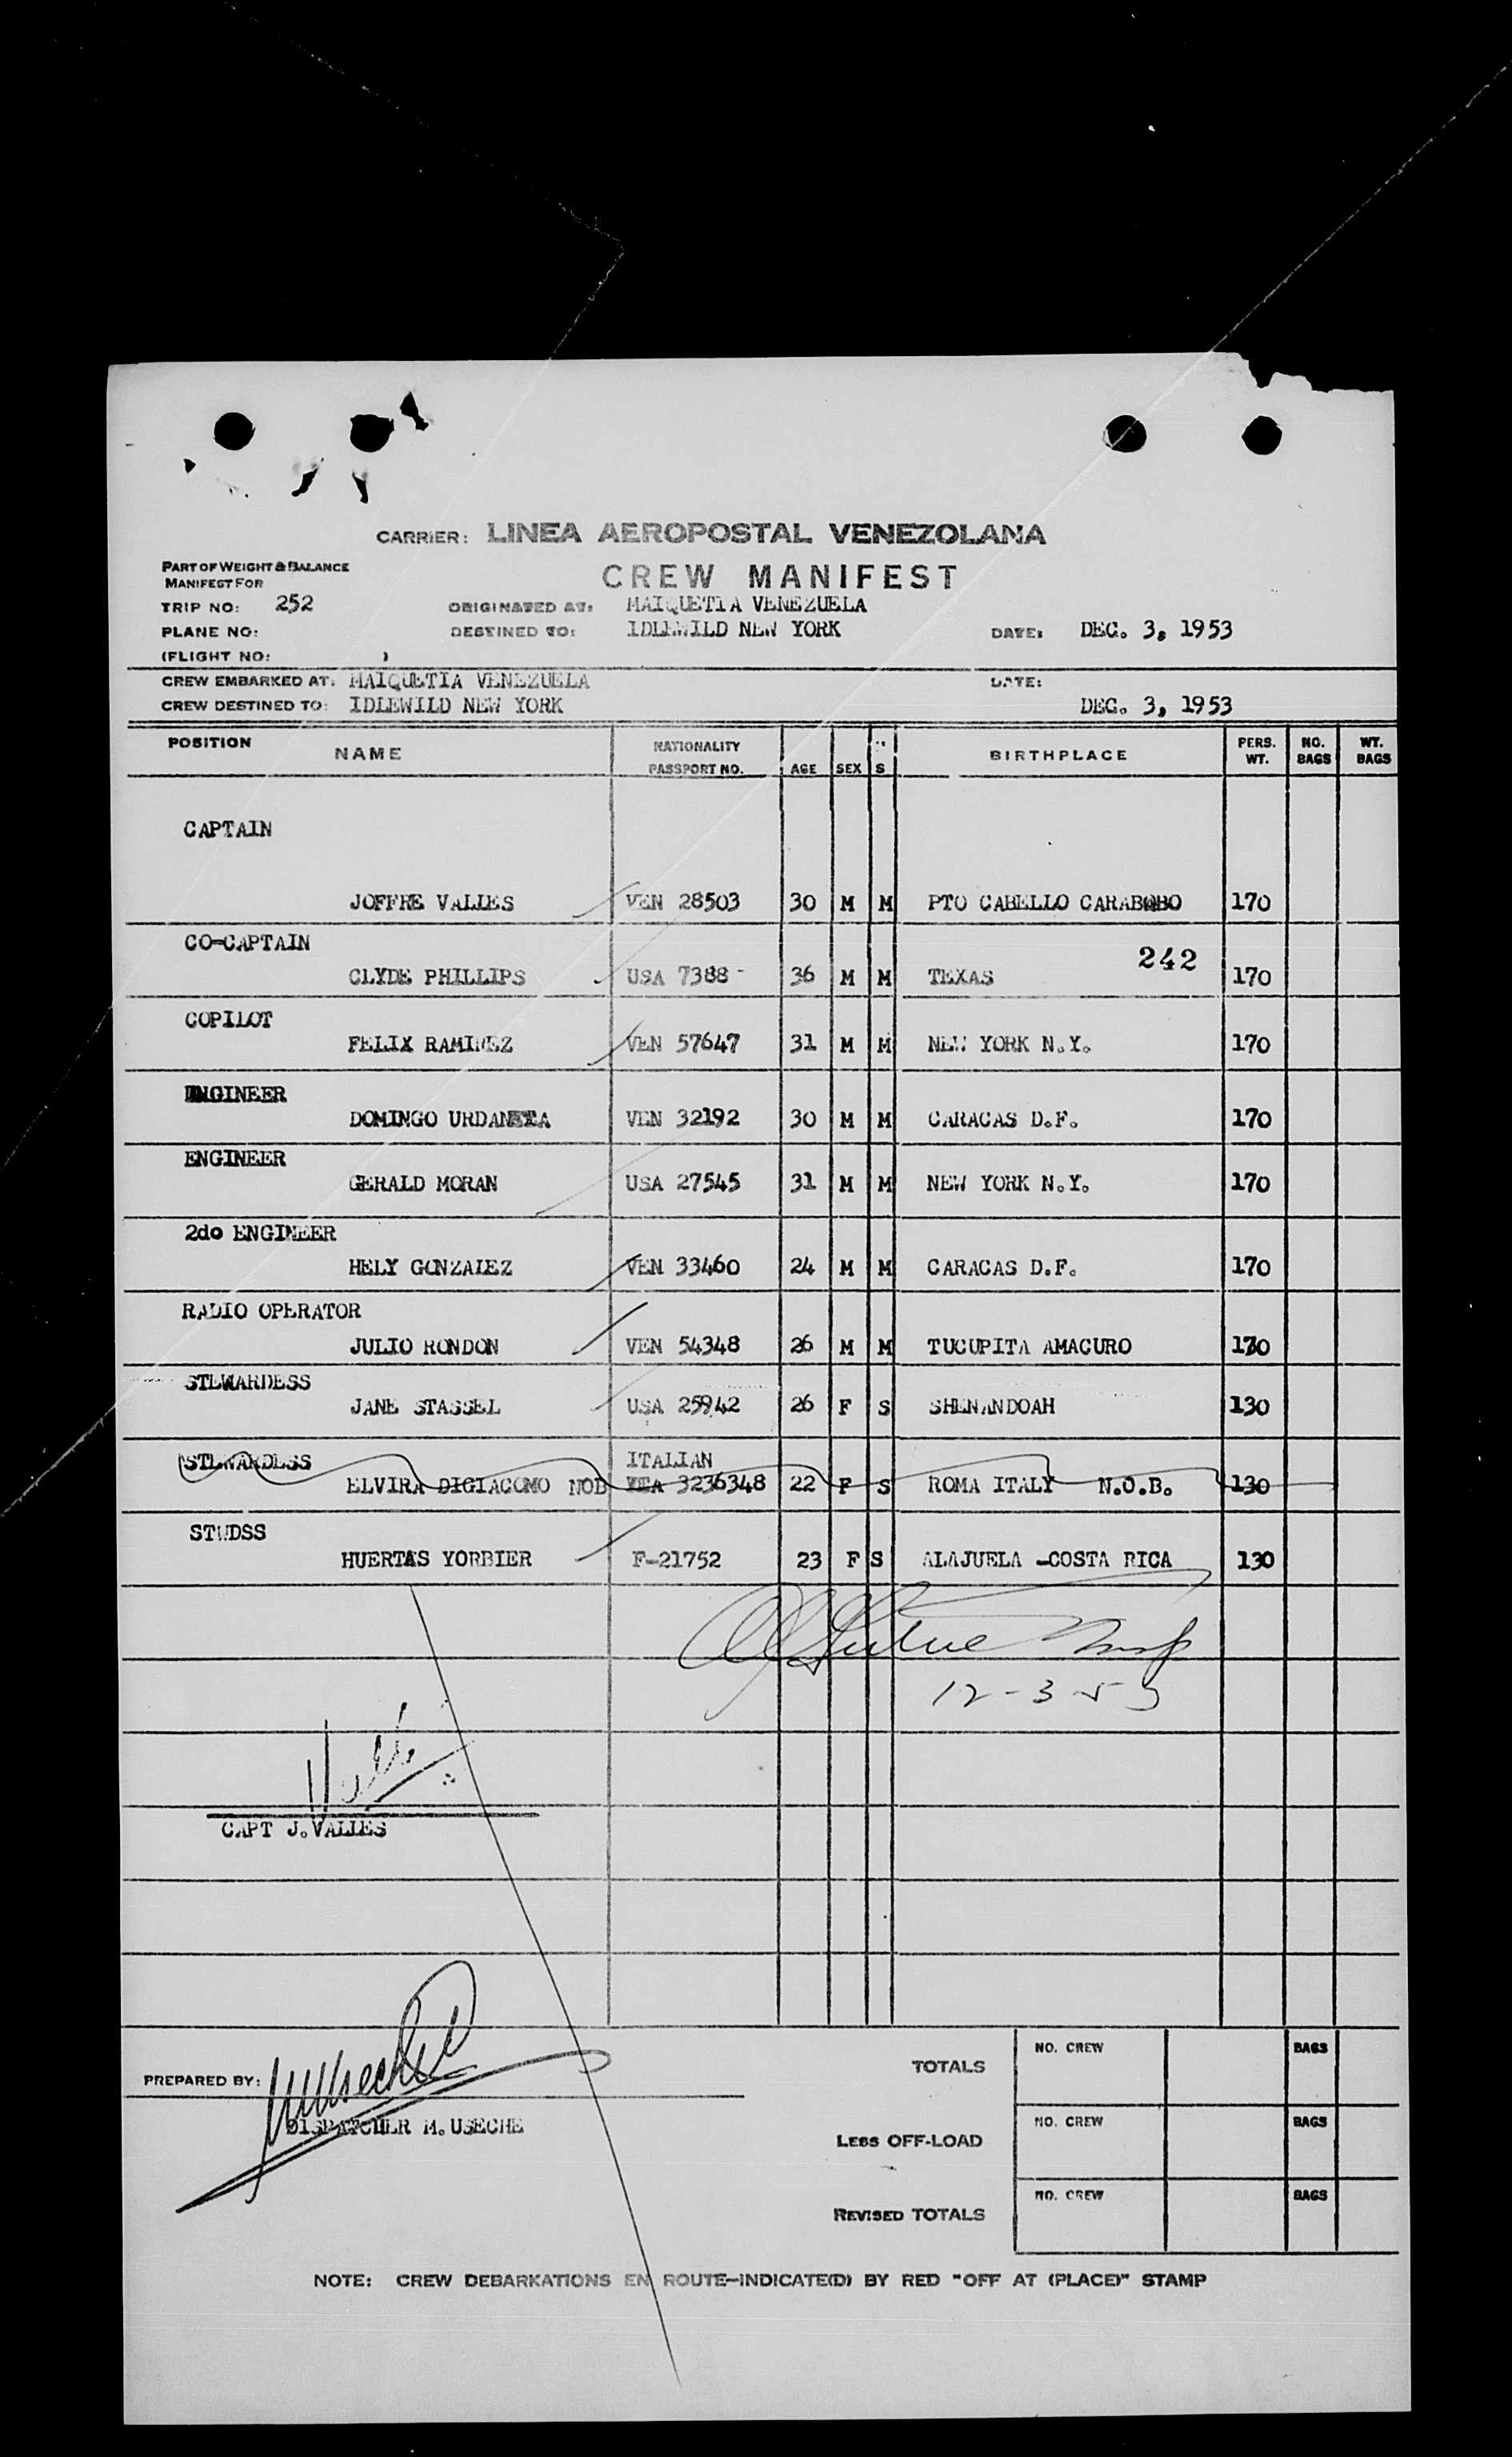 CARRIER: LINEA AEROPOSTAL VENEZOLANA
PART OF WEIGHT & BALANCE
MANIFEST FOR
CREW MANIFEST
TRIP NO: 252 ORIGINATED AT: MAIQUETIA VENEZUELA
PLANE NO: DESTINED TO: IDLEWILD NEW YORK DATE: DEC. 3, 1953
(FLIGHT NO: )
CREW EMBARKED AT: MAIQUETIA VENEZUELA DATE:
CREW DESTINED TO: IDLEWILD NEW YORK DEC. 3, 1953
POSITION NAME NATIONALITY PASSPORT NO. AGE SEX S BIRTHPLACE PERS. WT. NO. BAGS WT. BAGS
CAPTAIN
JOFFRE VALLES VEN 28503 30 M M PTO CABELLO CARABOBO 170
CO-CAPTAIN 242
CLYDE PHILLIPS USA 7388 - 36 M M TEXAS 170
COPILOT
FELIX RAMIREZ VEN 57647 31 M M NEW YORK N.Y. 170
ENGINEER
DOMINGO URDANETA VEN 32192 30 M M CARACAS D.F. 170
ENGINEER
GERALD MORAN USA 27545 31 M M NEW YORK N.Y. 170
2do ENGINEER
HELY GONZALEZ VEN 33460 24 M M CARACAS D.F. 170
RADIO OPERATOR
JULIO RONDON VEN 54348 26 M M TUCUPITA AMACURO 170
STEWARDESS
JANE STASSEL USA 25942 26 F S SHENANDOAH 130
STEWARDESS ITALIAN
ELVIRA DIGIACOMO NOB 3236348 22 F S ROMA ITALY N.O.B. 130
STWDSS
HUERTAS YORBIER F-21752 23 F S ALAJUELA -COSTA RICA 130
12-3-53
CAPT J. VALLES
PREPARED BY: TOTALS NO. CREW BAGS
DISPATCHER M. USECHE
LESS OFF-LOAD NO. CREW BAGS
REVISED TOTALS NO. CREW BAGS
NOTE: CREW DEBARKATIONS EN ROUTE-INDICATE(D) BY RED "OFF AT (PLACE)" STAMP